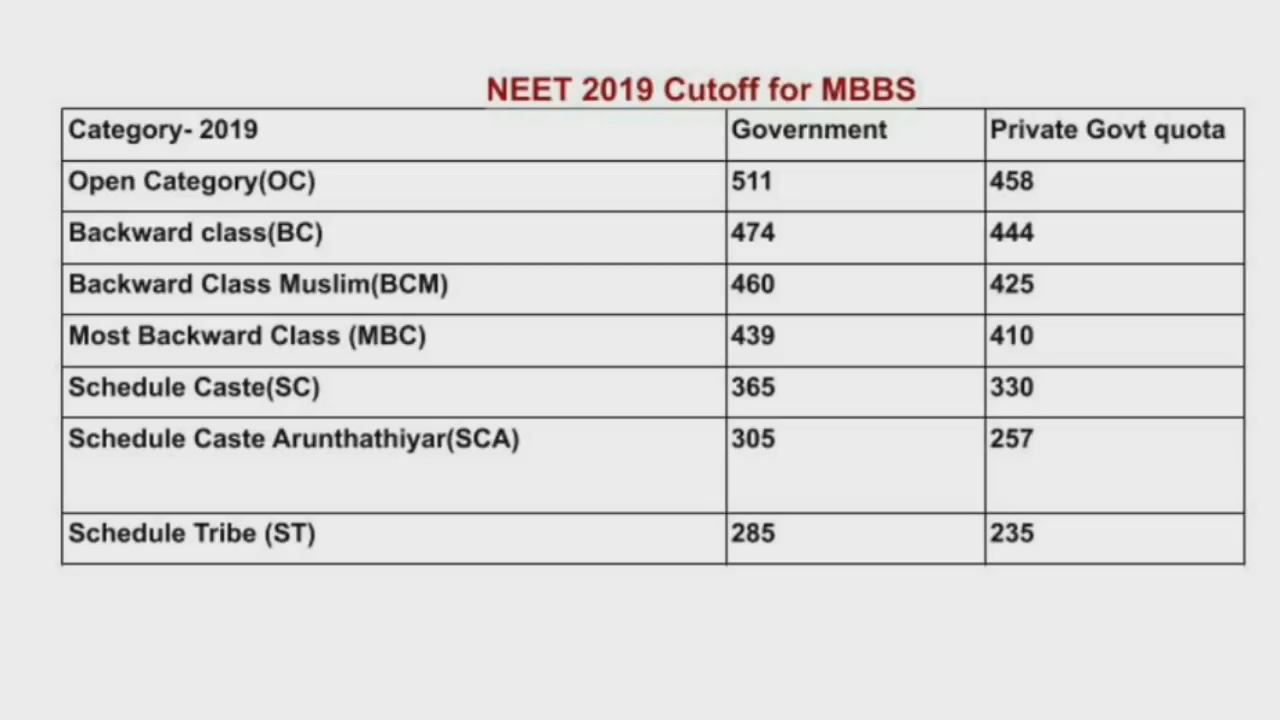 NEET 2019 Cutoff for MBBS
Category- 2019 Government Private Govt quota
Open Category(OC) 511 458
Backward class(BC) 474 444
Backward Class Muslim(BCM) 460 425
Most Backward Class (MBC) 439 410
Schedule Caste(SC) 365 330
Schedule Caste Arunthathiyar(SCA) 305 257
Schedule Tribe (ST) 285 235